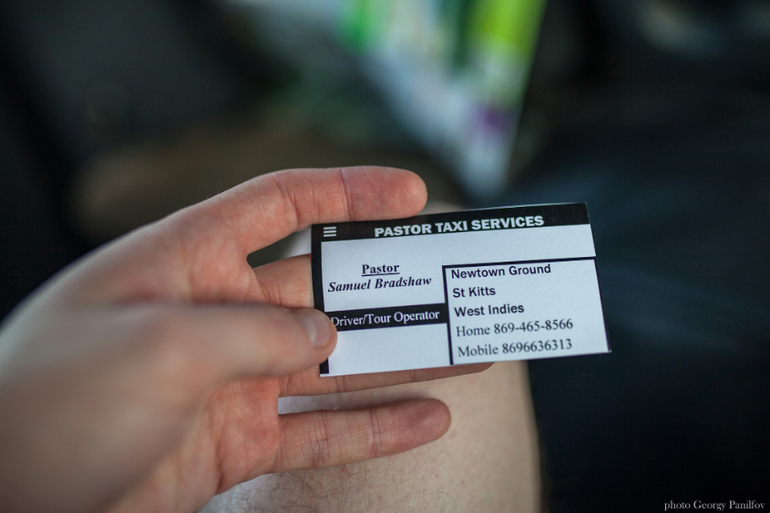 PASTOR TAXI SERVICES
Pastor
Samuel Bradshaw
Driver/Tour Operator
Newtown Ground
St Kitts
West Indies
Home 869-465-8566
Mobile 8696636313
photo Georgy Panilfov